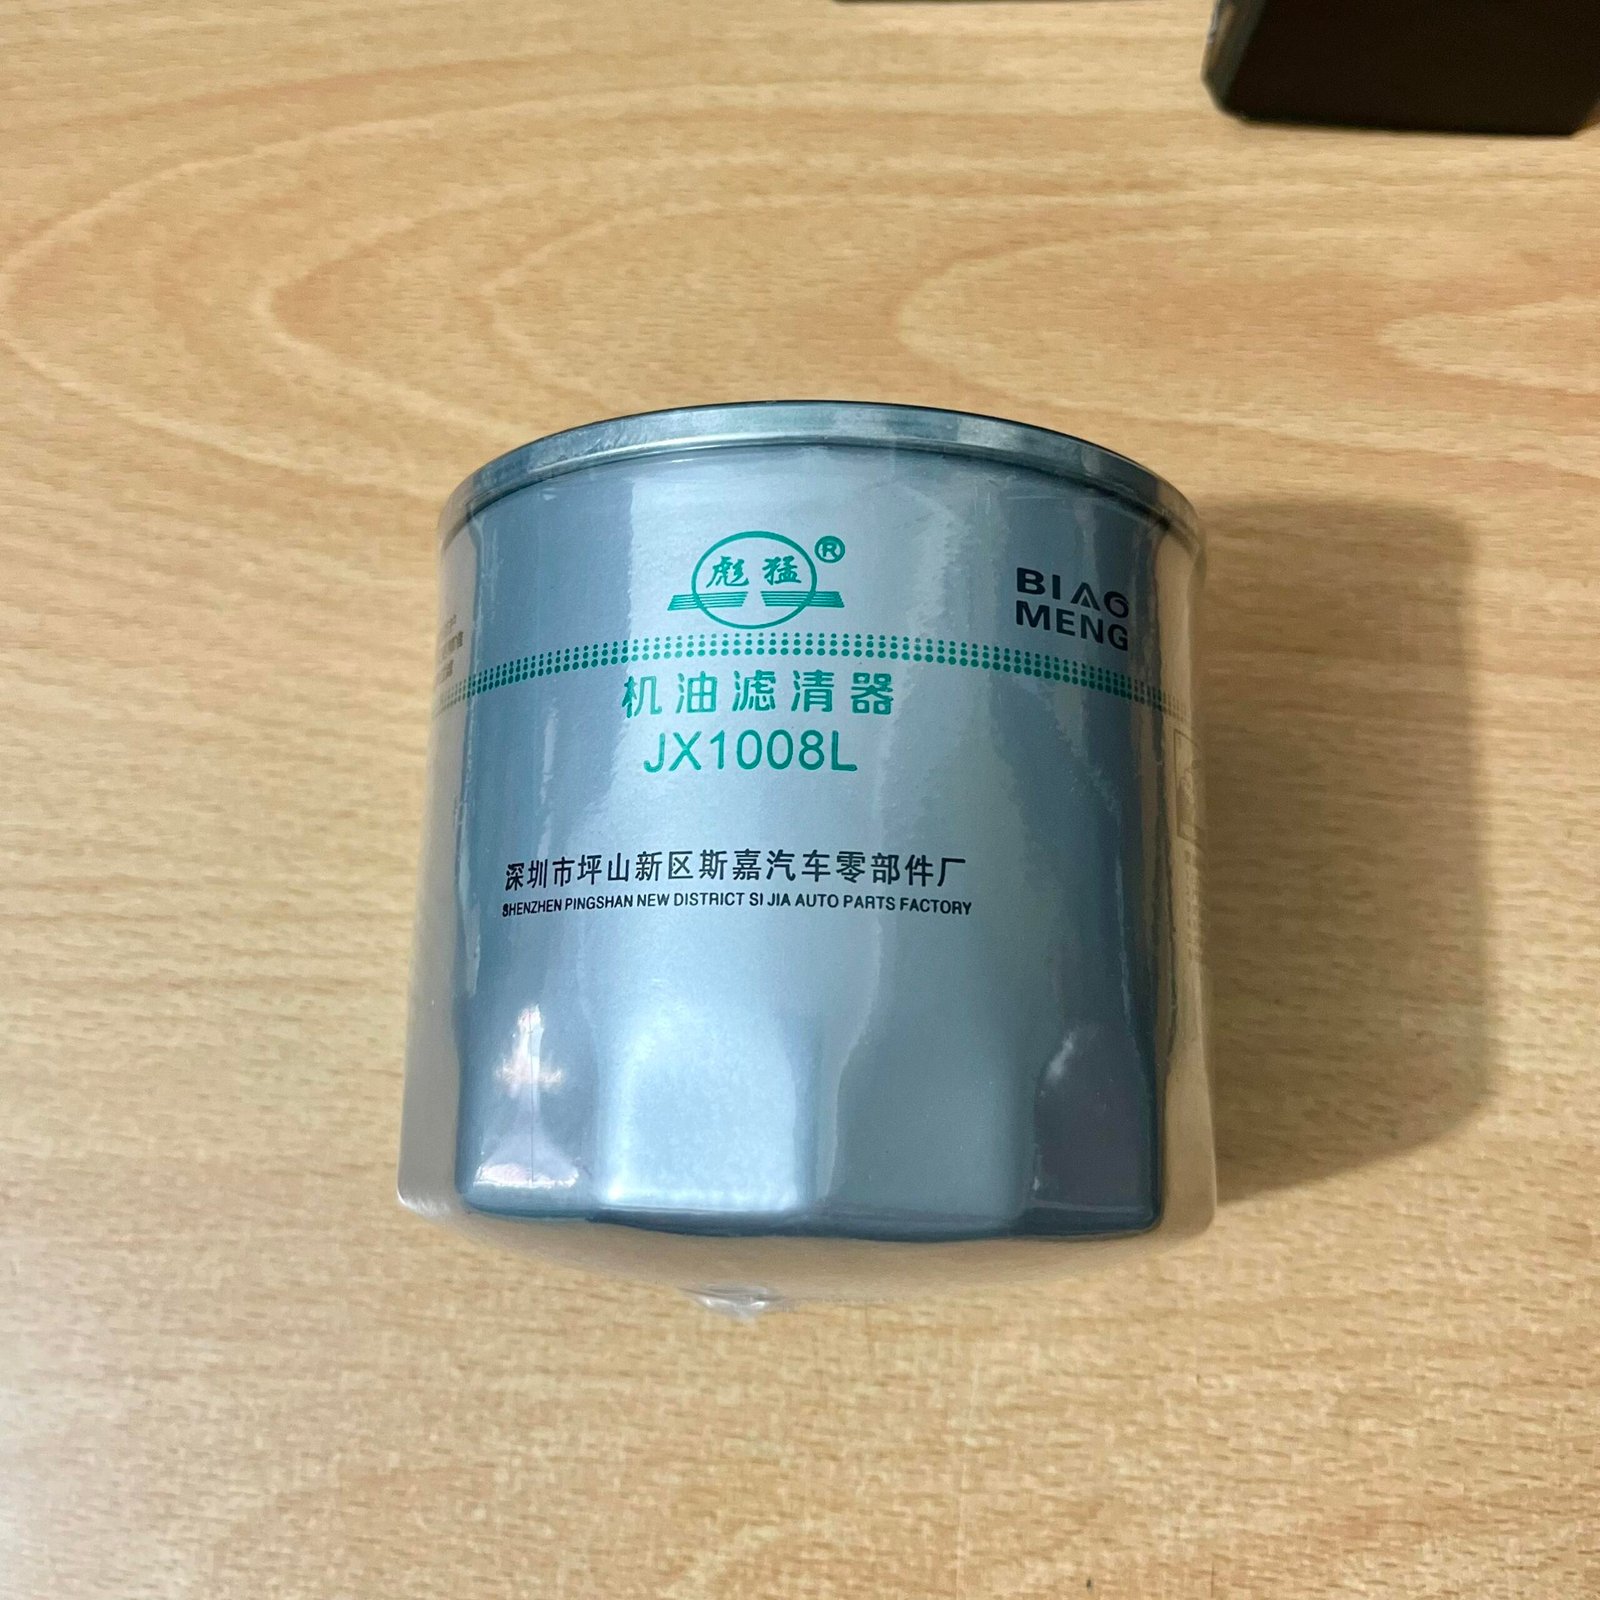 彪猛®
BIAO
MENG
机油滤清器
JX1008L
深圳市坪山新区斯嘉汽车零部件厂
SHENZHEN PINGSHAN NEW DISTRICT SI JIA AUTO PARTS FACTORY